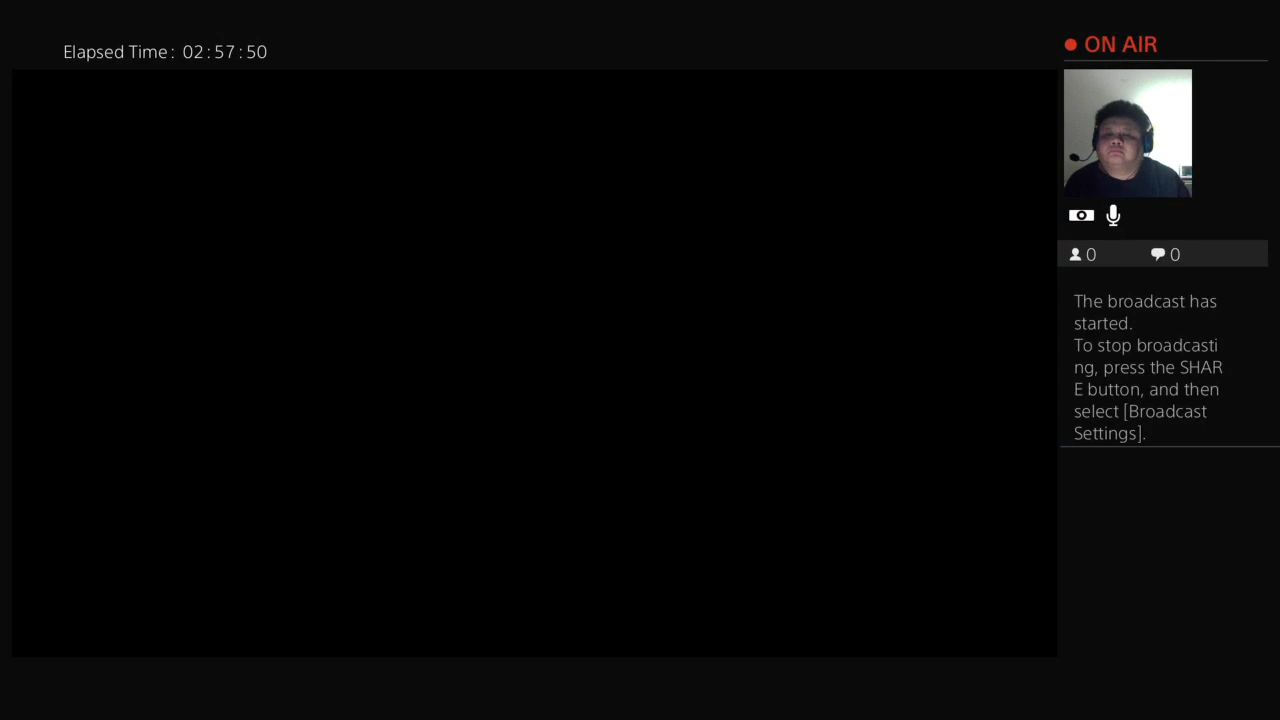 Elapsed Time: 02:57:50
ON AIR
0 0
The broadcast has
started.
To stop broadcasti
ng, press the SHAR
E button, and then
select [Broadcast
Settings].